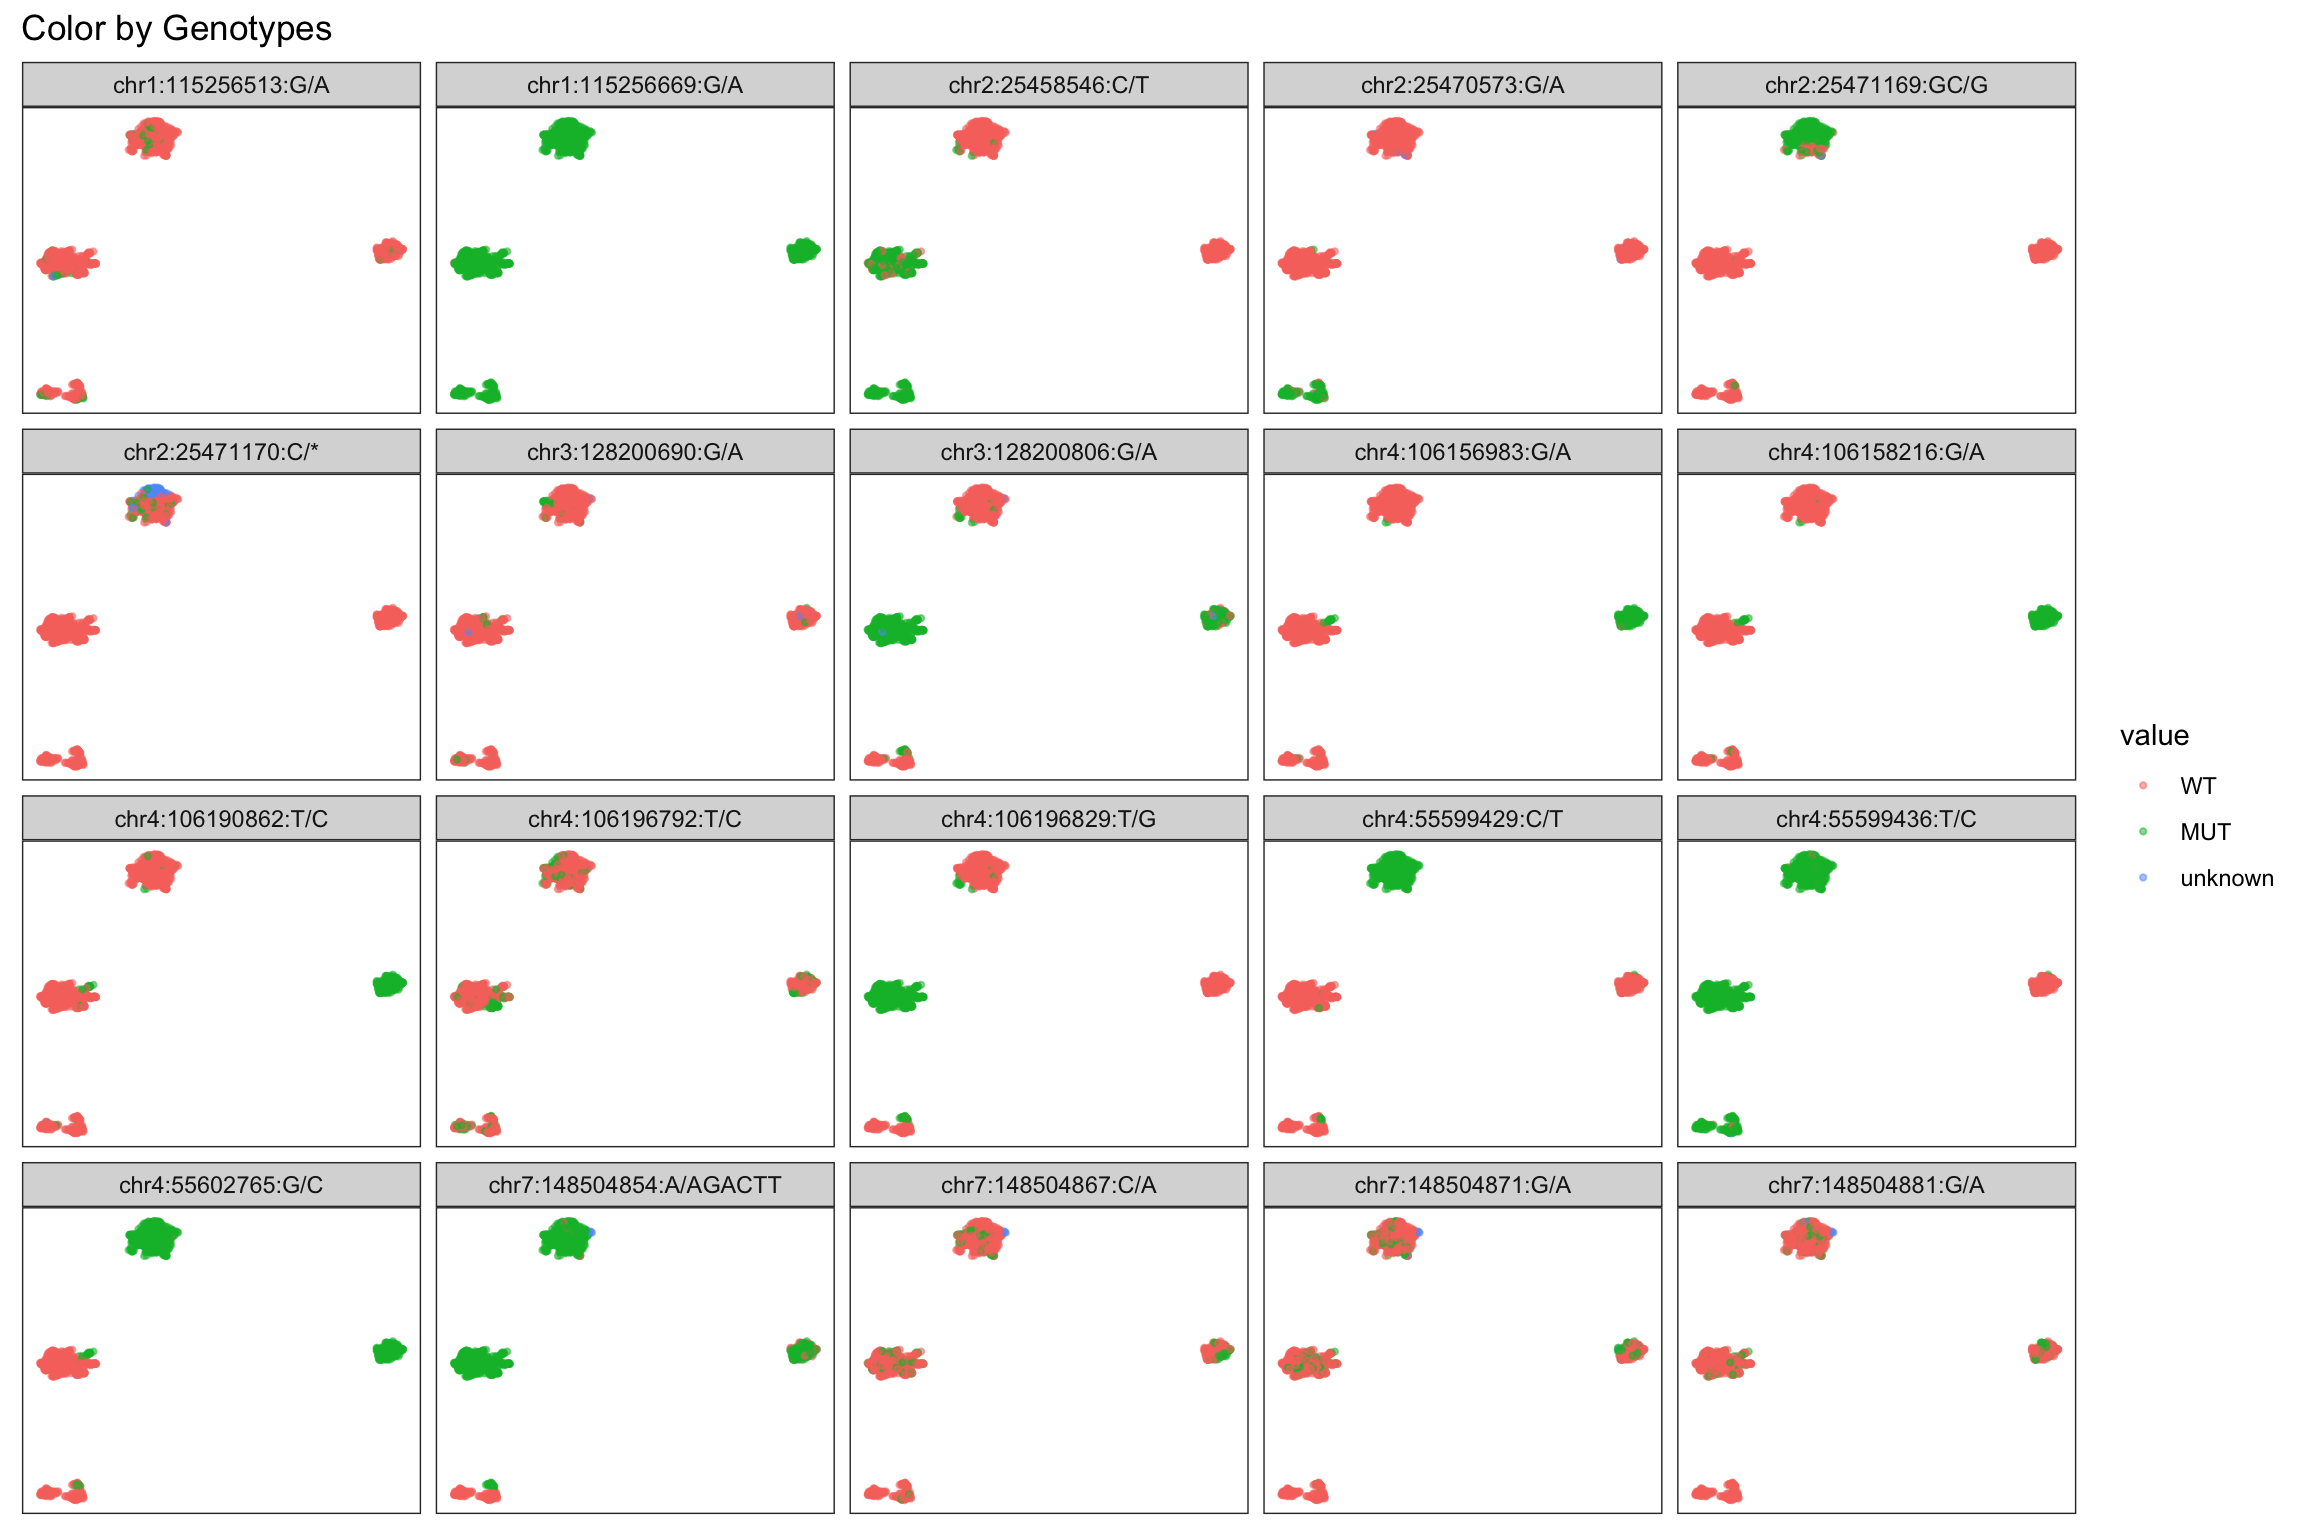 Color by Genotypes
chr1:115256513:G/A
chr1:115256669:G/A
chr2:25458546:C/T
chr2:25470573:G/A
chr2:25471169:GC/G
chr2:25471170:C/*
chr3:128200690:G/A
chr3:128200806:G/A
chr4:106156983:G/A
chr4:106158216:G/A
chr4:106190862:T/C
chr4:106196792:T/C
chr4:106196829:T/G
chr4:55599429:C/T
chr4:55599436:T/C
chr4:55602765:G/C
chr7:148504854:A/AGACTT
chr7:148504867:C/A
chr7:148504871:G/A
chr7:148504881:G/A
value
WT
MUT
unknown